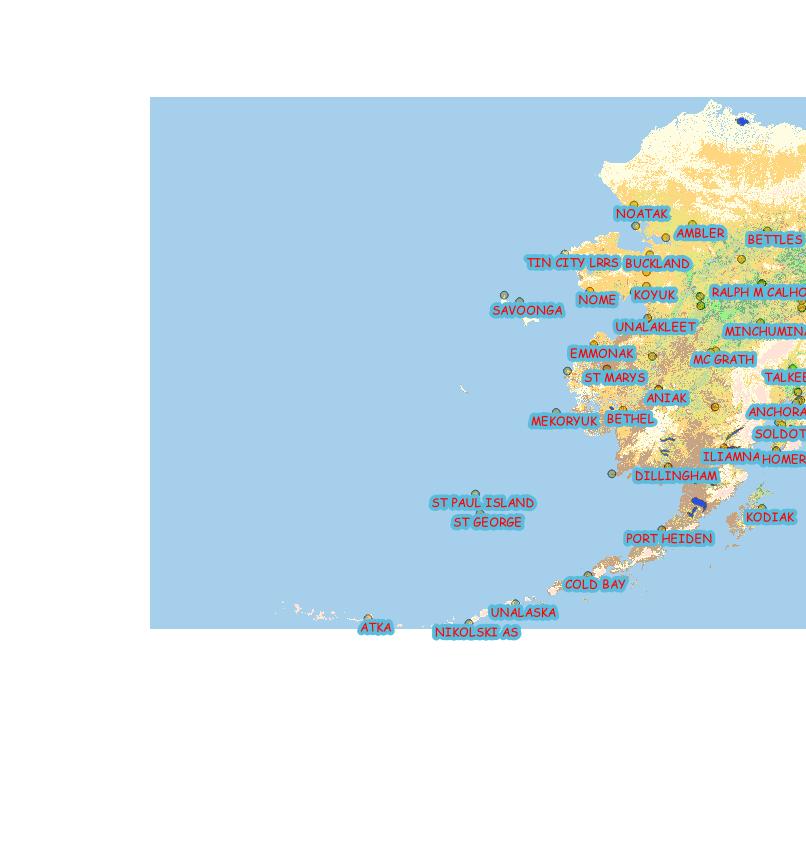 NOATAK
AMBLER
BETTLES
TIN CITY LRRS
BUCKLAND
KOYUK
NOME
RALPH M CALHO
SAVOONGA
UNALAKLEET
MINCHUMINA
EMMONAK
MC GRATH
ST MARYS
TALKEE
ANIAK
ANCHORA
MEKORYUK
BETHEL
SOLDOT
ILIAMNA
HOMER
DILLINGHAM
ST PAUL ISLAND
KODIAK
ST GEORGE
PORT HEIDEN
COLD BAY
UNALASKA
ATKA
NIKOLSKI AS